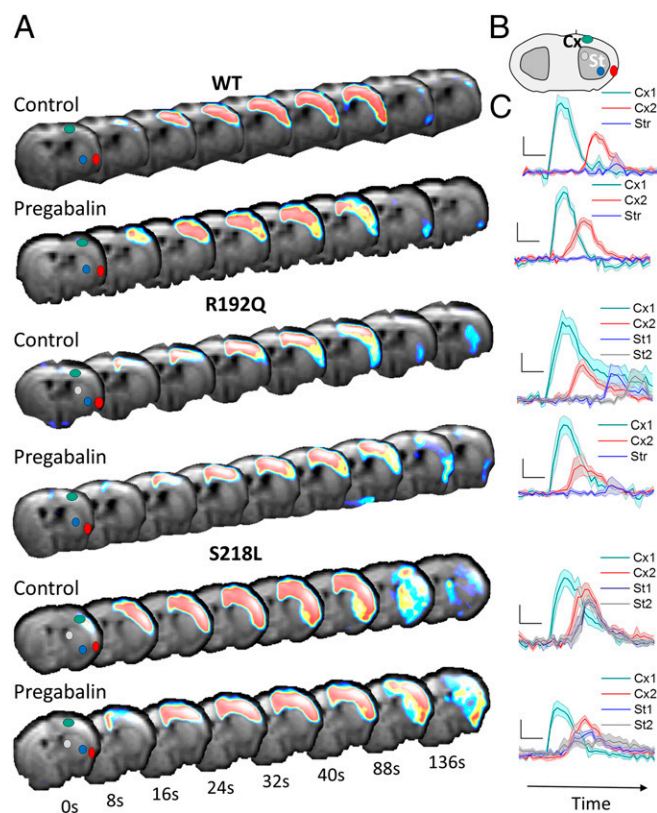 A
B
WT
Control
Cx
St
C
Cx1
Cx2
Str
Pregabalin
Cx1
Cx2
Str
R192Q
Control
Cx1
Cx2
St1
St2
Pregabalin
Cx1
Cx2
Str
S218L
Control
Cx1
Cx2
St1
St2
Pregabalin
Cx1
Cx2
St1
St2
0s 8s 16s 24s 32s 40s 88s 136s
Time